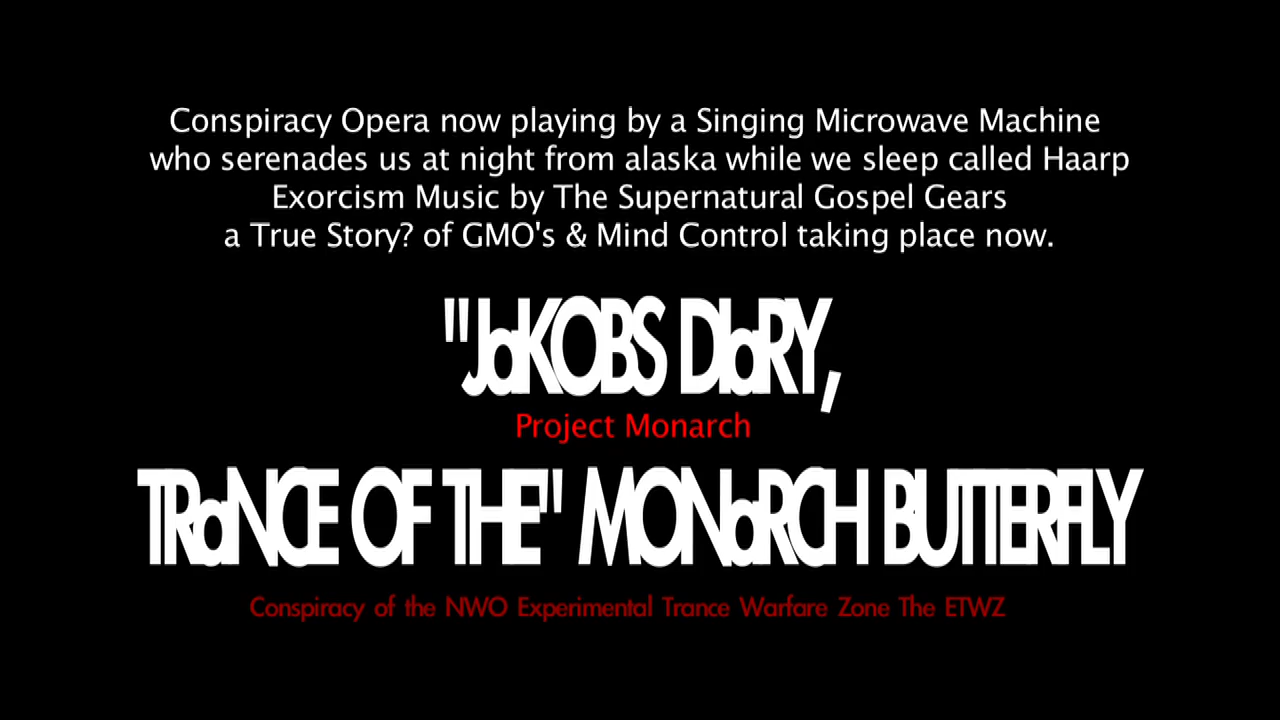 Conspiracy Opera now playing by a Singing Microwave Machine
who serenades us at night from alaska while we sleep called Haarp
Exorcism Music by The Supernatural Gospel Gears
a True Story? of GMO's & Mind Control taking place now.
"JaKOBS DIaRY,
Project Monarch
TRaNCE OF THE" MONaRCH BUTTERFLY
Conspiracy of the NWO Experimental Trance Warfare Zone The ETWZ